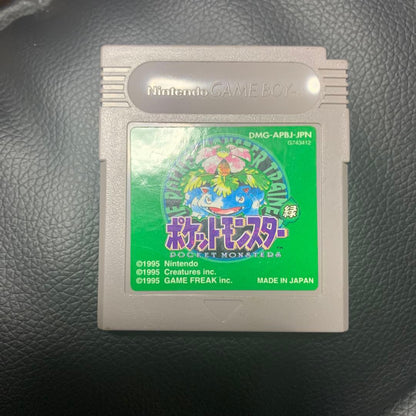 Nintendo GAME BOY
DMG-APBJ-JPN
G743412
緑
ポケットモンスター
POCKET MONSTERS
©1995 Nintendo
©1995 Creatures inc.
©1995 GAME FREAK inc.
MADE IN JAPAN